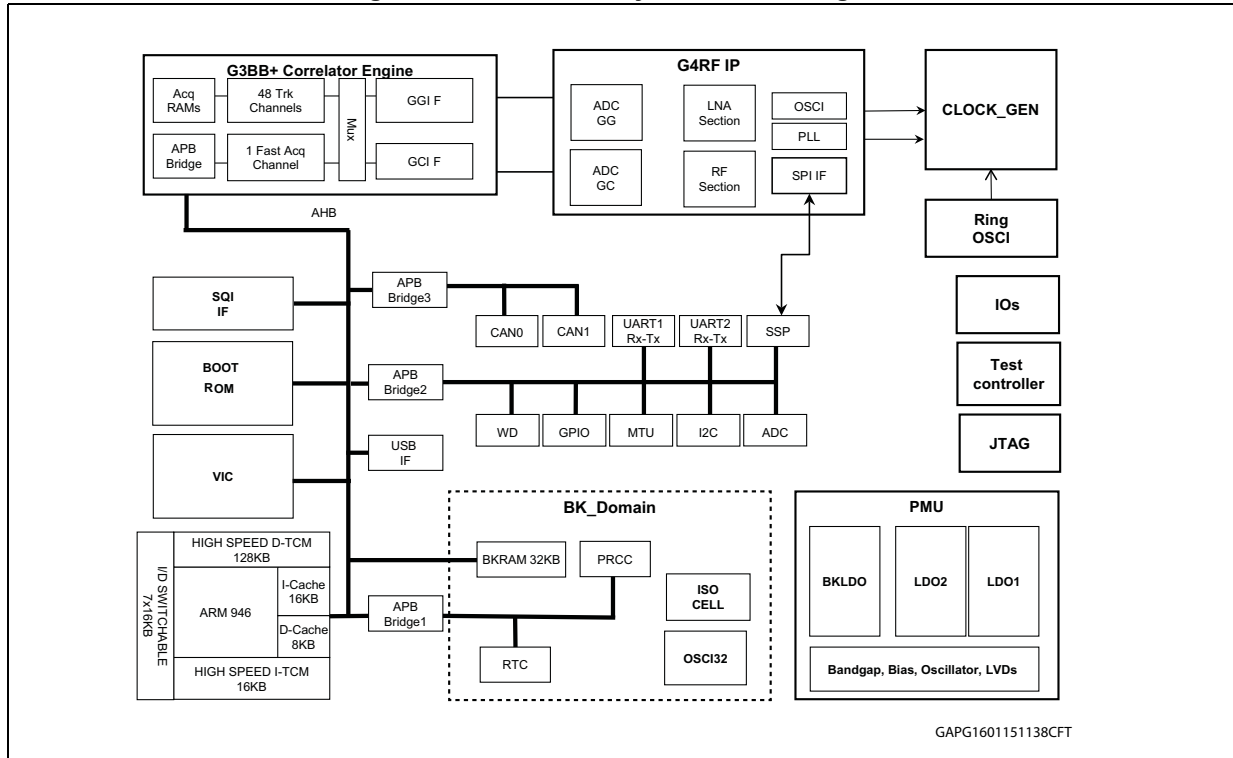 G3BB+ Correlator Engine
Acq
RAMs
48 Trk
Channels
Mux
GGI F
APB
Bridge
1 Fast Acq
Channel
GCI F
G4RF IP
ADC
GG
LNA
Section
OSCI
PLL
ADC
GC
RF
Section
SPI IF
CLOCK_GEN
Ring
OSCI
AHB
SQI
IF
APB
Bridge3
CAN0
CAN1
UART1
Rx-Tx
UART2
Rx-Tx
SSP
IOs
BOOT
ROM
APB
Bridge2
Test
controller
WD
GPIO
MTU
I2C
ADC
JTAG
VIC
USB
IF
BK_Domain
BKRAM 32KB
PRCC
ISO
CELL
APB
Bridge1
RTC
OSCI32
PMU
BKLDO
LDO2
LDO1
Bandgap, Bias, Oscillator, LVDs
I/D SWITCHABLE
7x16KB
HIGH SPEED D-TCM
128KB
ARM 946
I-Cache
16KB
D-Cache
8KB
HIGH SPEED I-TCM
16KB
GAPG1601151138CFT